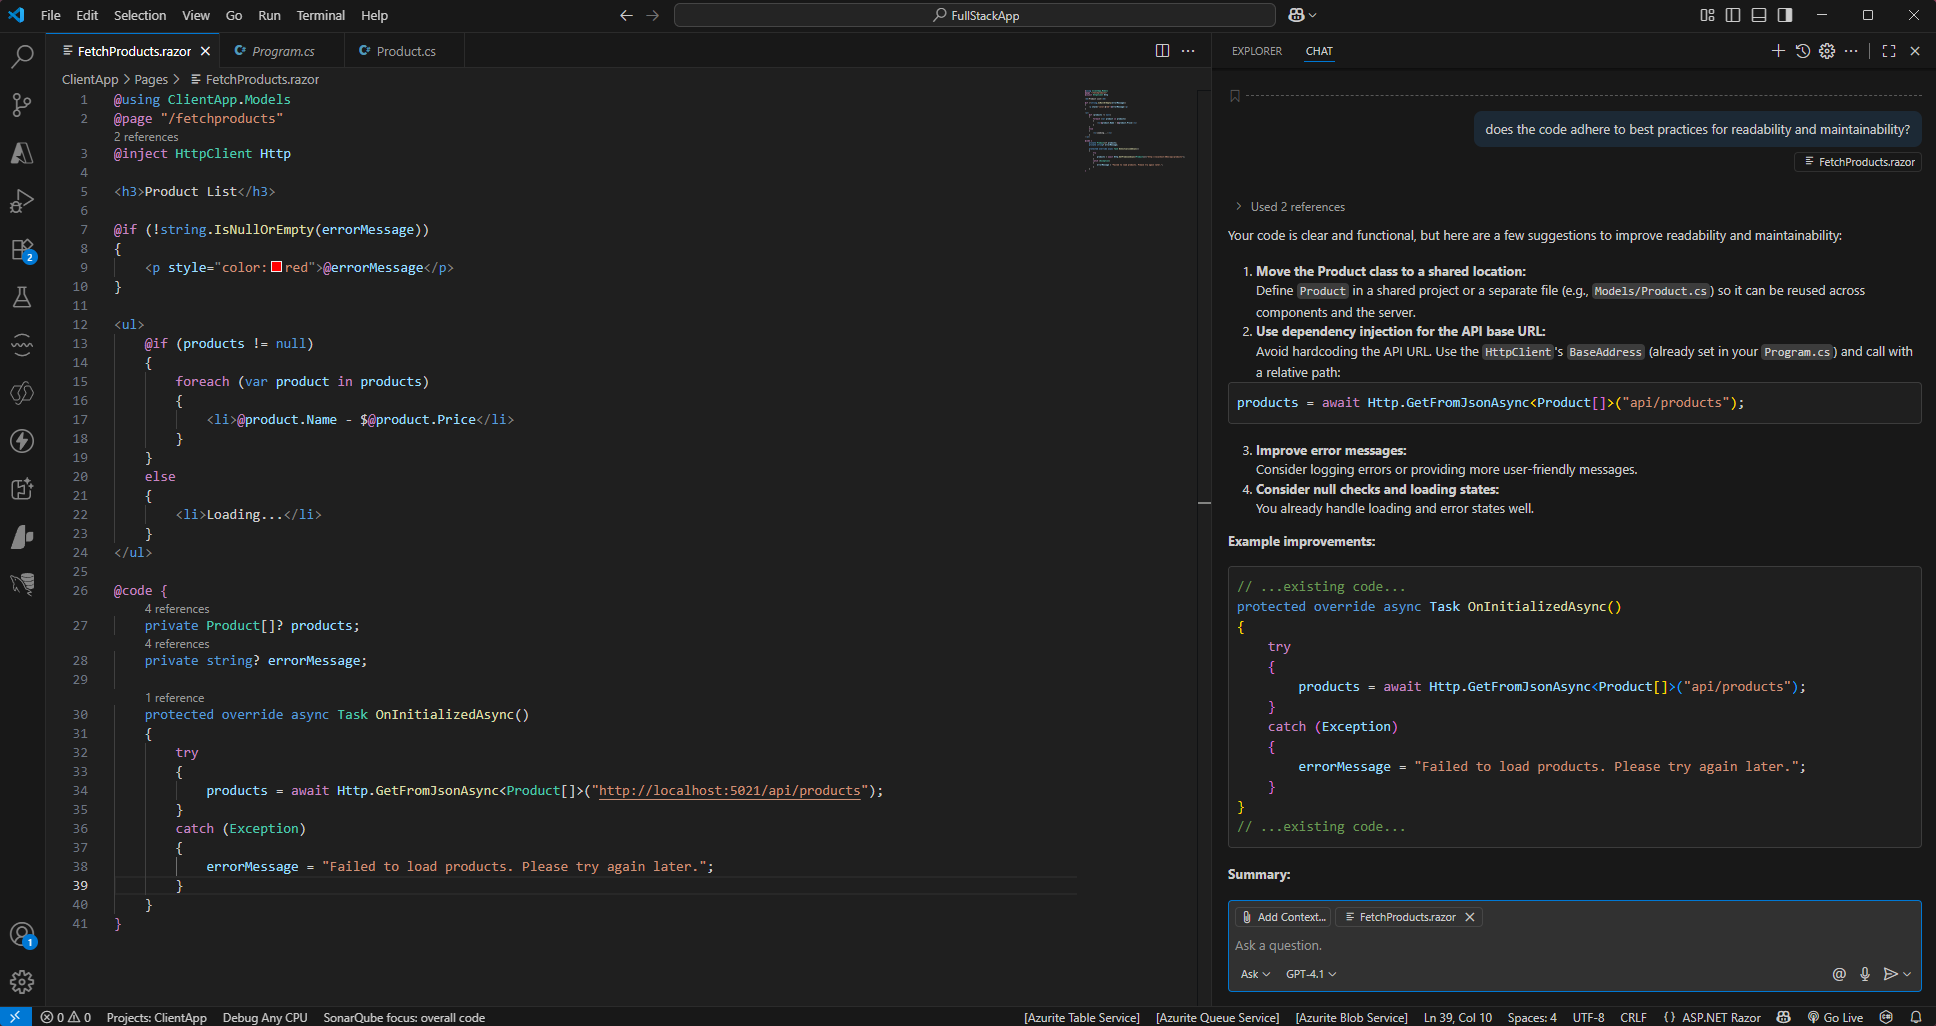 File Edit Selection View Go Run Terminal Help
FullStackApp
FetchProducts.razor
Program.cs
Product.cs
ClientApp > Pages > FetchProducts.razor
1 @using ClientApp.Models
2 @page "/fetchproducts"
2 references
3 @inject HttpClient Http
4
5 <h3>Product List</h3>
6
7 @if (!string.IsNullOrEmpty(errorMessage))
8 {
9 <p style="color:red">@errorMessage</p>
10 }
11
12 <ul>
13 @if (products != null)
14 {
15 foreach (var product in products)
16 {
17 <li>@product.Name - $@product.Price</li>
18 }
19 }
20 else
21 {
22 <li>Loading...</li>
23 }
24 </ul>
25
26 @code {
4 references
27 private Product[]? products;
4 references
28 private string? errorMessage;
29
1 reference
30 protected override async Task OnInitializedAsync()
31 {
32 try
33 {
34 products = await Http.GetFromJsonAsync<Product[]>("http://localhost:5021/api/products");
35 }
36 catch (Exception)
37 {
38 errorMessage = "Failed to load products. Please try again later.";
39 }
40 }
41 }
2
1
EXPLORER CHAT
does the code adhere to best practices for readability and maintainability?
FetchProducts.razor
> Used 2 references
Your code is clear and functional, but here are a few suggestions to improve readability and maintainability:
1. Move the Product class to a shared location:
Define Product in a shared project or a separate file (e.g., Models/Product.cs) so it can be reused across
components and the server.
2. Use dependency injection for the API base URL:
Avoid hardcoding the API URL. Use the HttpClient's BaseAddress (already set in your Program.cs) and call with
a relative path:
products = await Http.GetFromJsonAsync<Product[]>("api/products");
3. Improve error messages:
Consider logging errors or providing more user-friendly messages.
4. Consider null checks and loading states:
You already handle loading and error states well.
Example improvements:
// ...existing code...
protected override async Task OnInitializedAsync()
{
try
{
products = await Http.GetFromJsonAsync<Product[]>("api/products");
}
catch (Exception)
{
errorMessage = "Failed to load products. Please try again later.";
}
}
// ...existing code...
Summary:
Add Context... FetchProducts.razor
Ask a question.
Ask GPT-4.1
0 0 Projects: ClientApp Debug Any CPU SonarQube focus: overall code [Azurite Table Service] [Azurite Queue Service] [Azurite Blob Service] Ln 39, Col 10 Spaces: 4 UTF-8 CRLF {} ASP.NET Razor Go Live